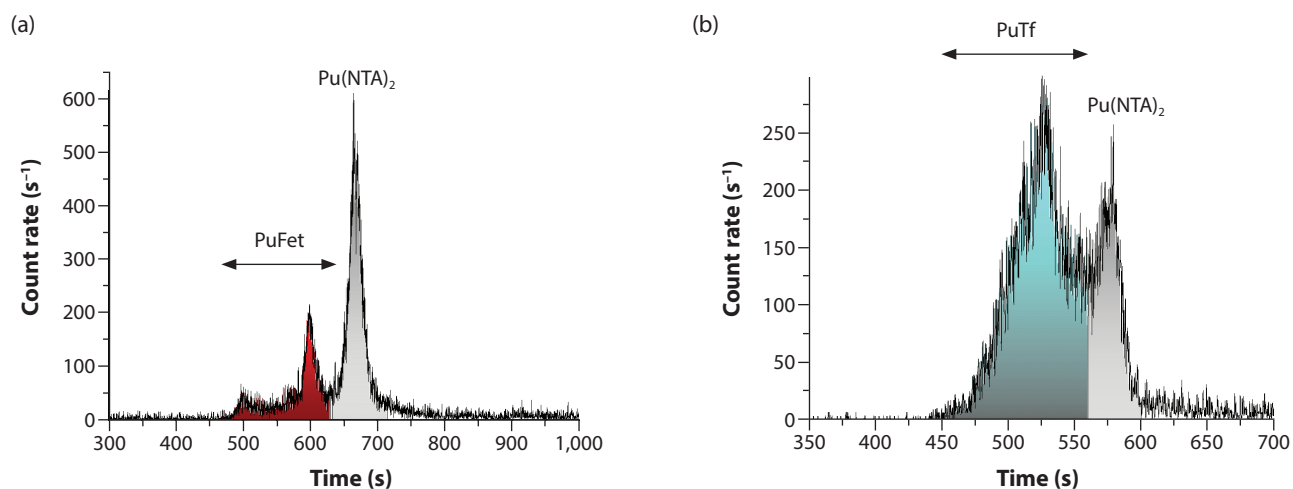 (a)
Pu(NTA)₂
PuFet
Count rate (s⁻¹)
600
500
400
300
200
100
0
300 400 500 600 700 800 900 1,000
Time (s)
(b)
PuTf
Pu(NTA)₂
Count rate (s⁻¹)
250
200
150
100
50
0
350 400 450 500 550 600 650 700
Time (s)